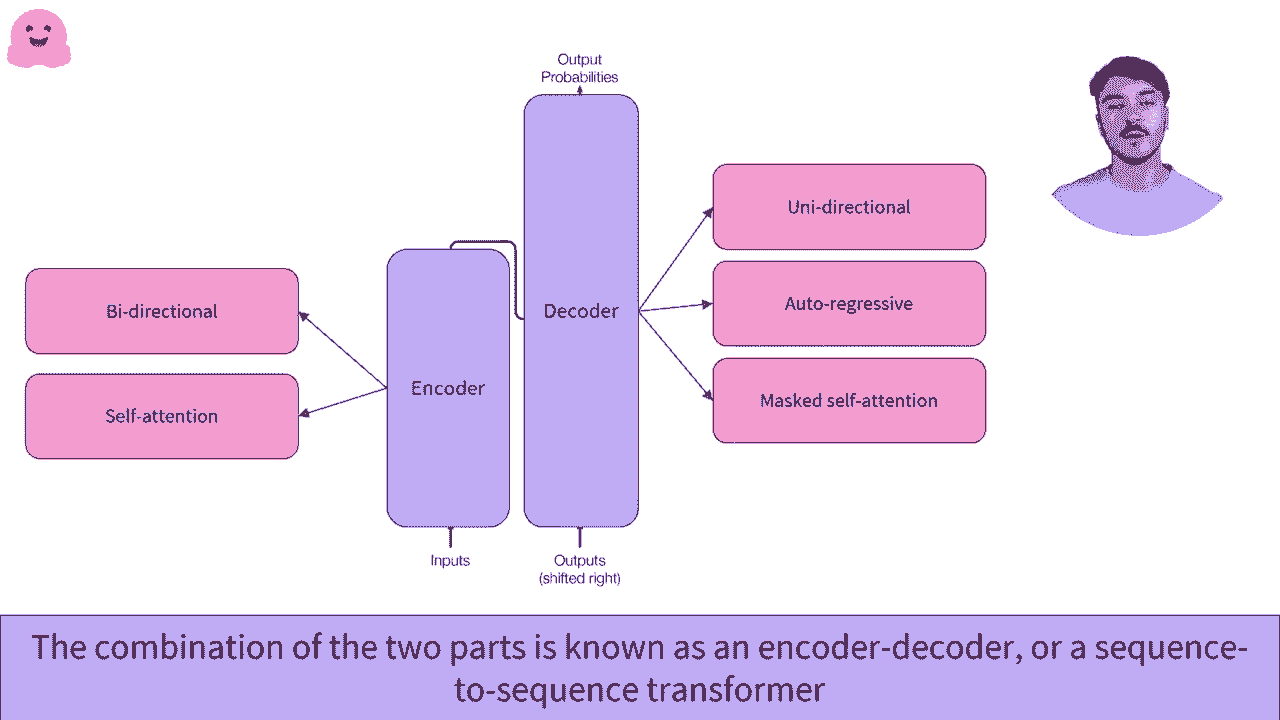 Output
Probabilities
Uni-directional
Bi-directional
Decoder
Auto-regressive
Encoder
Self-attention
Masked self-attention
Inputs
Outputs
(shifted right)
The combination of the two parts is known as an encoder-decoder, or a sequence-
to-sequence transformer